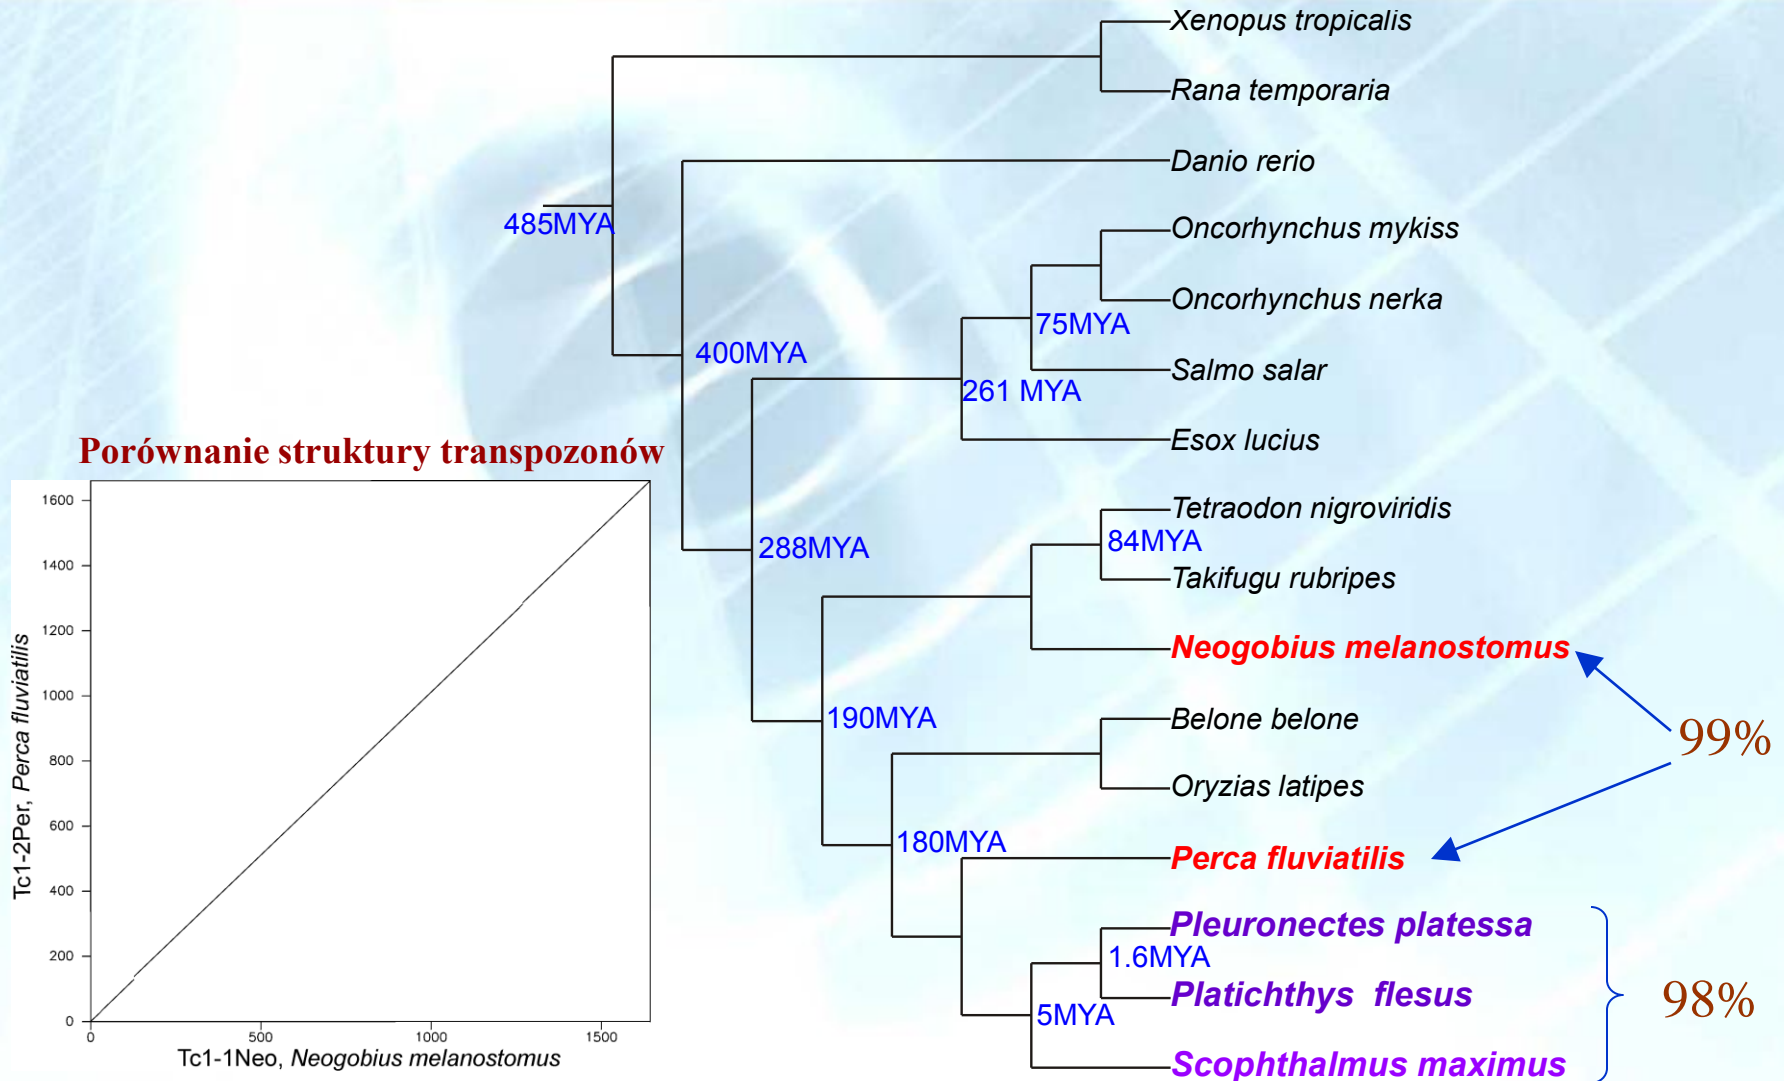 Xenopus tropicalis
Rana temporaria
Danio rerio
485MYA
Oncorhynchus mykiss
Oncorhynchus nerka
75MYA
400MYA
Salmo salar
261 MYA
Esox lucius
Porównanie struktury transpozonów
Tetraodon nigroviridis
84MYA
288MYA
Takifugu rubripes
Neogobius melanostomus
190MYA
Belone belone
99%
Oryzias latipes
180MYA
Perca fluviatilis
Pleuronectes platessa
1.6MYA
Platichthys flesus
98%
5MYA
Scophthalmus maximus
Tc1-2Per, Perca fluviatilis
1600
1400
1200
1000
800
600
400
200
0
0 500 1000 1500
Tc1-1Neo, Neogobius melanostomus